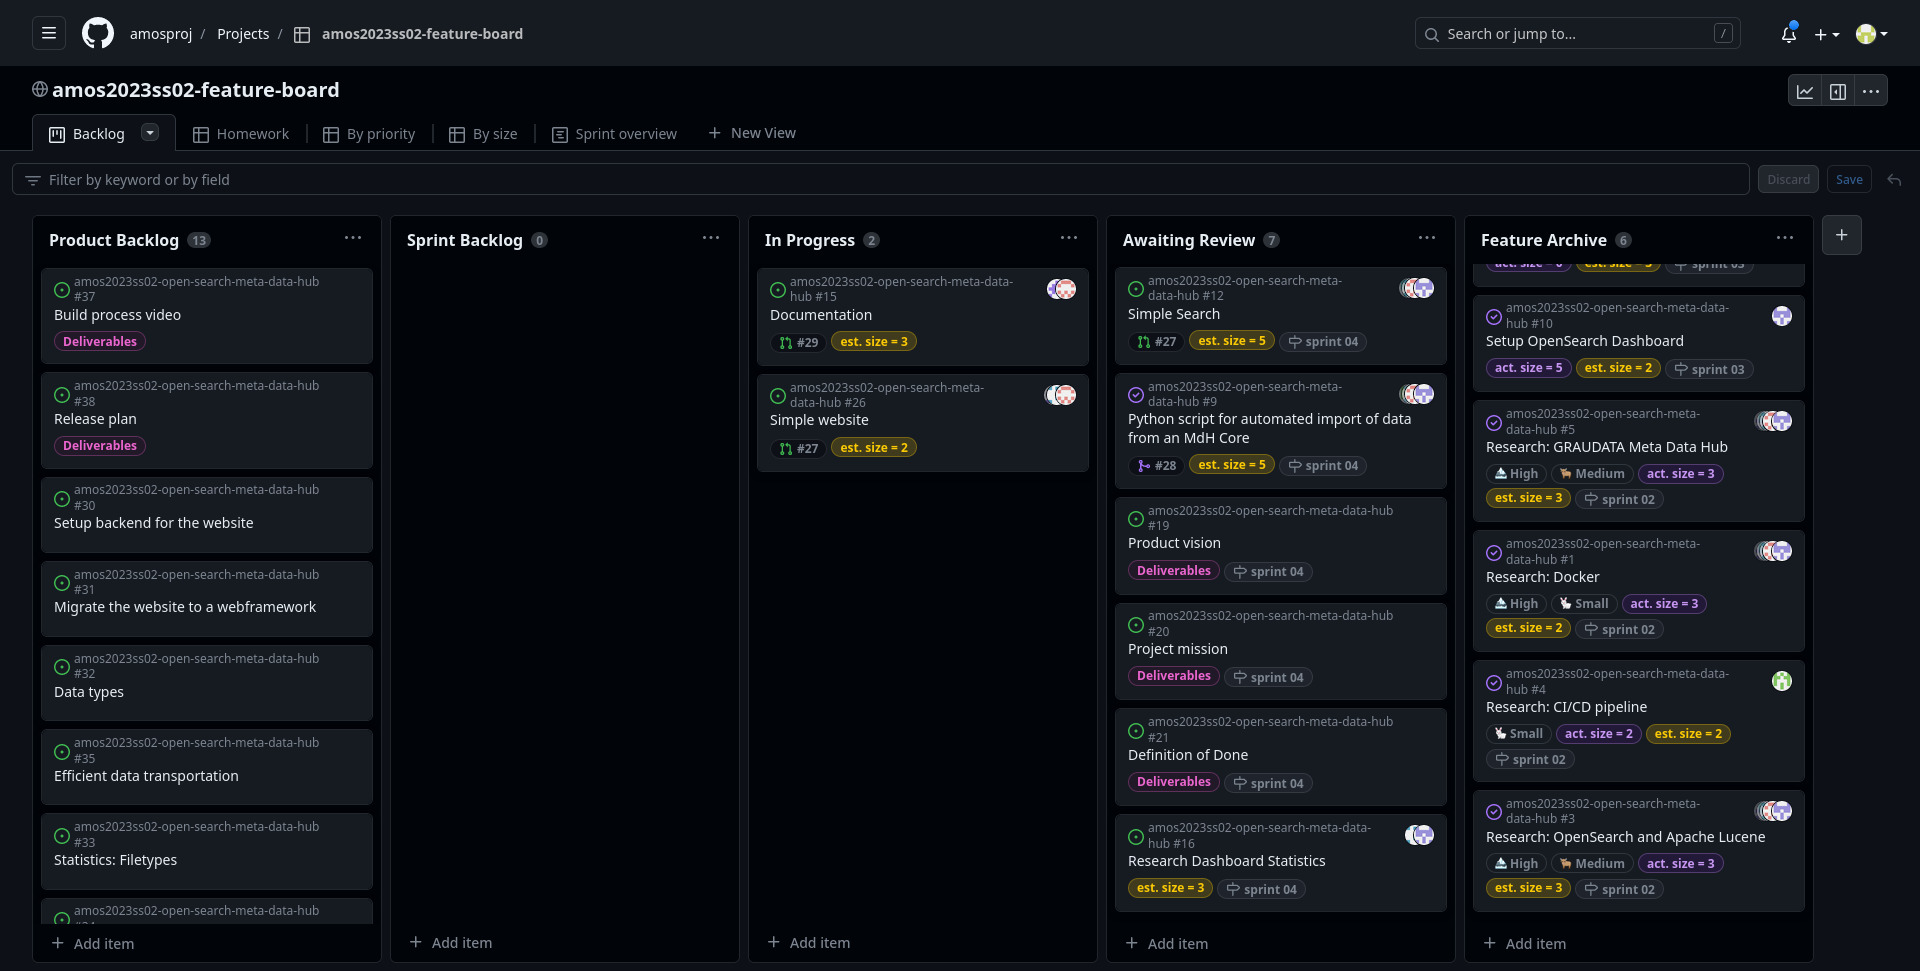 amosproj / Projects / amos2023ss02-feature-board
Search or jump to... /
amos2023ss02-feature-board
Backlog
Homework
By priority
By size
Sprint overview
New View
Filter by keyword or by field
Discard
Save
Product Backlog 13
amos2023ss02-open-search-meta-data-hub
#37
Build process video
Deliverables
amos2023ss02-open-search-meta-data-hub
#38
Release plan
Deliverables
amos2023ss02-open-search-meta-data-hub
#30
Setup backend for the website
amos2023ss02-open-search-meta-data-hub
#31
Migrate the website to a webframework
amos2023ss02-open-search-meta-data-hub
#32
Data types
amos2023ss02-open-search-meta-data-hub
#35
Efficient data transportation
amos2023ss02-open-search-meta-data-hub
#33
Statistics: Filetypes
amos2023ss02-open-search-meta-data-hub
Add item
Sprint Backlog 0
Add item
In Progress 2
amos2023ss02-open-search-meta-data-
hub #15
Documentation
#29 est. size = 3
amos2023ss02-open-search-meta-
data-hub #26
Simple website
#27 est. size = 2
Add item
Awaiting Review 7
amos2023ss02-open-search-meta-
data-hub #12
Simple Search
#27 est. size = 5 sprint 04
amos2023ss02-open-search-meta-
data-hub #9
Python script for automated import of data
from an MdH Core
#28 est. size = 5 sprint 04
amos2023ss02-open-search-meta-data-hub
#19
Product vision
Deliverables sprint 04
amos2023ss02-open-search-meta-data-hub
#20
Project mission
Deliverables sprint 04
amos2023ss02-open-search-meta-data-hub
#21
Definition of Done
Deliverables sprint 04
amos2023ss02-open-search-meta-data-
hub #16
Research Dashboard Statistics
est. size = 3 sprint 04
Add item
Feature Archive 6
sprint 03
amos2023ss02-open-search-meta-data-
hub #10
Setup OpenSearch Dashboard
act. size = 5 est. size = 2 sprint 03
amos2023ss02-open-search-meta-
data-hub #5
Research: GRAUDATA Meta Data Hub
High Medium act. size = 3
est. size = 3 sprint 02
amos2023ss02-open-search-meta-
data-hub #1
Research: Docker
High Small act. size = 3
est. size = 2 sprint 02
amos2023ss02-open-search-meta-data-
hub #4
Research: CI/CD pipeline
Small act. size = 2 est. size = 2
sprint 02
amos2023ss02-open-search-meta-
data-hub #3
Research: OpenSearch and Apache Lucene
High Medium act. size = 3
est. size = 3 sprint 02
Add item